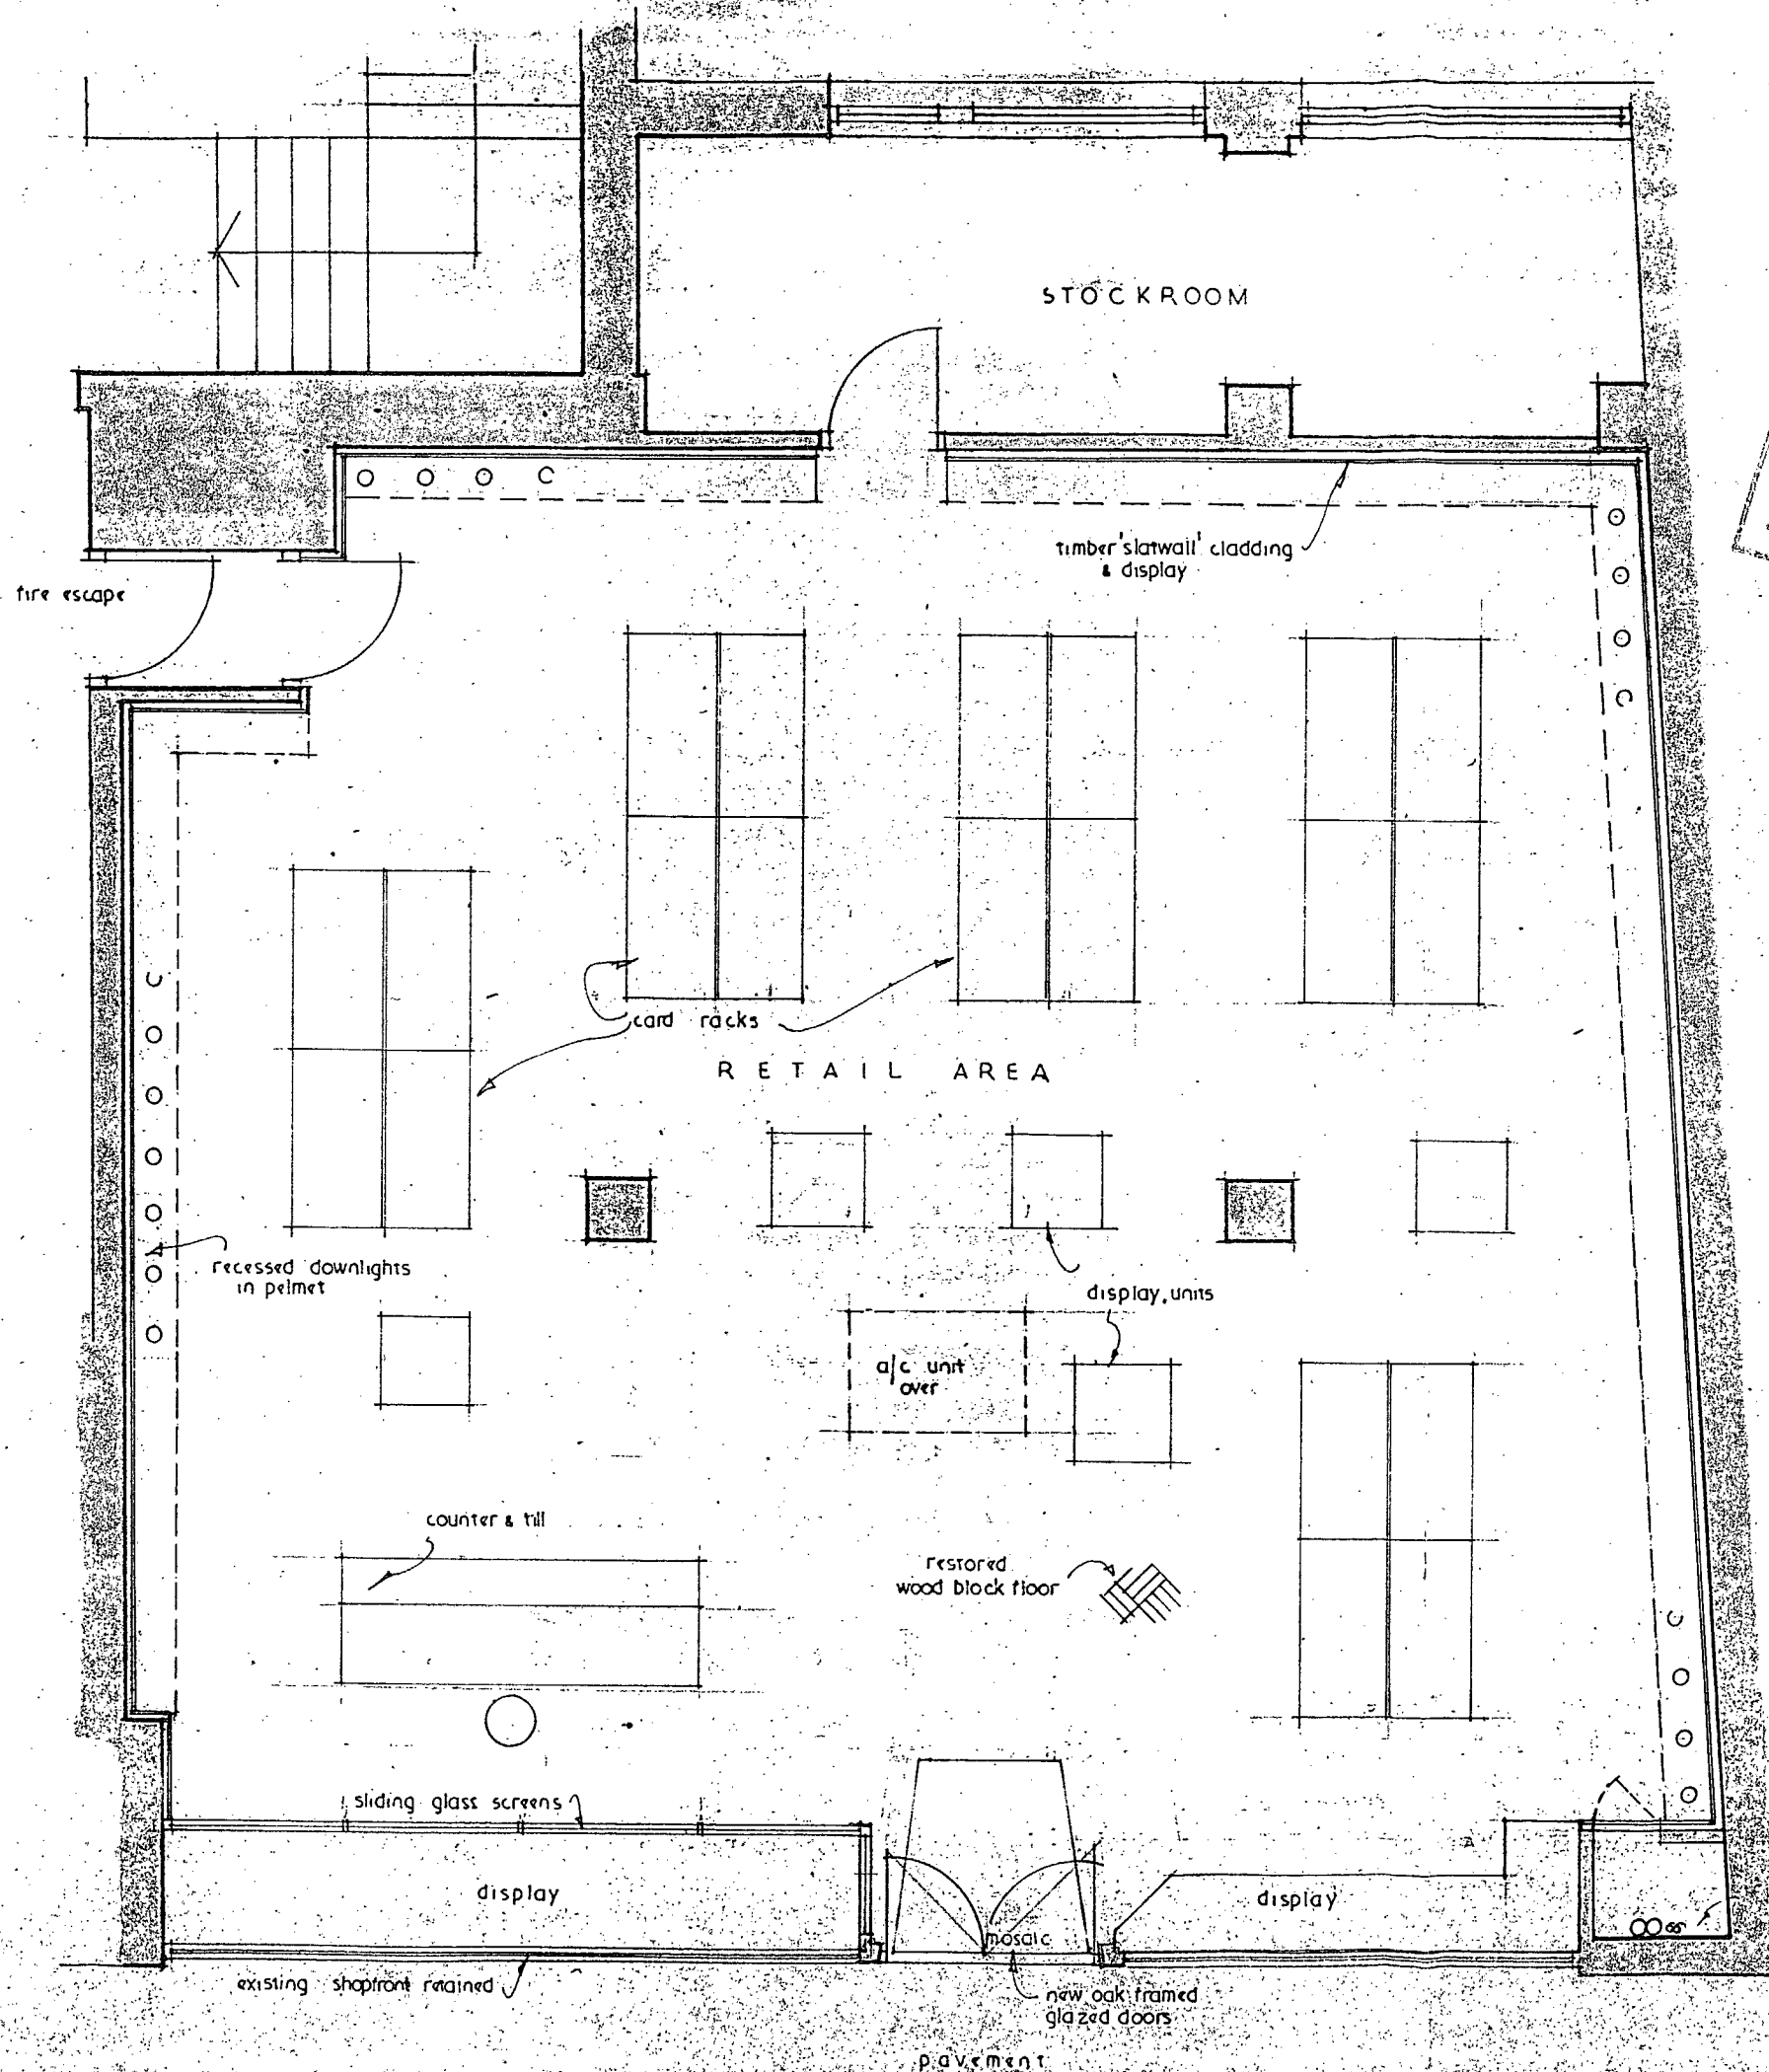 STOCKROOM
timber 'slatwall' cladding
& display
fire escape
card racks
RETAIL AREA
recessed downlights
in pelmet
display units
a/c unit
over
counter & till
restored
wood block floor
sliding glass screens
display
display
mosaic
existing shopfront retained
new oak framed
glazed doors
pavement